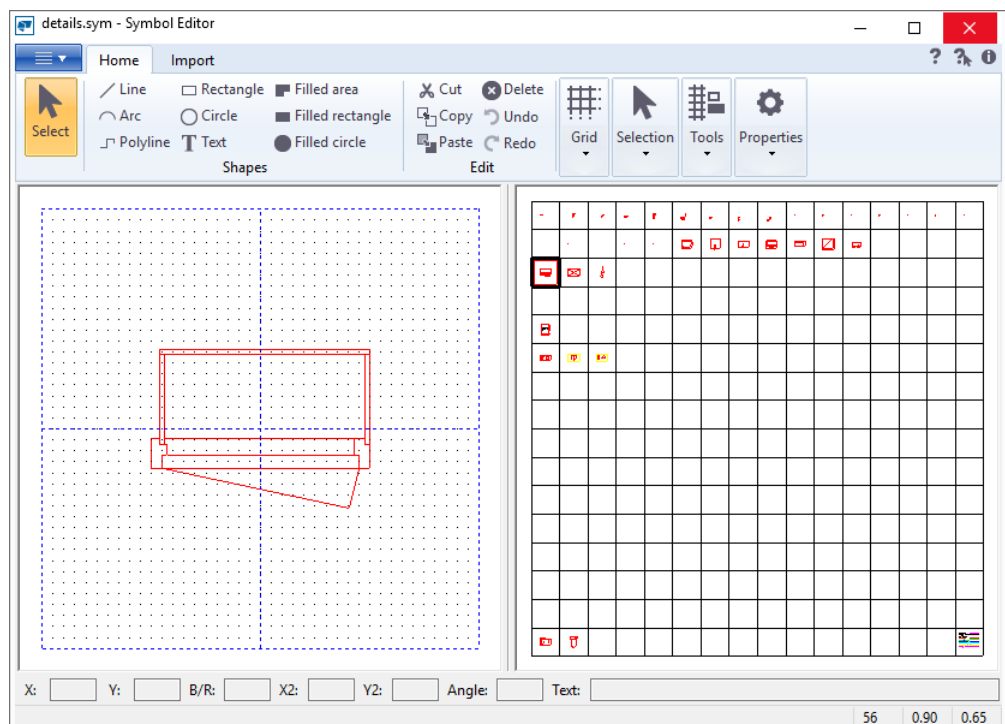 details.sym - Symbol Editor
Home Import
Select
Line Rectangle Filled area
Arc Circle Filled rectangle
Polyline Text Filled circle
Shapes
Cut Delete
Copy Undo
Paste Redo
Edit
Grid Selection Tools Properties
X: Y: B/R: X2: Y2: Angle: Text:
56 0.90 0.65